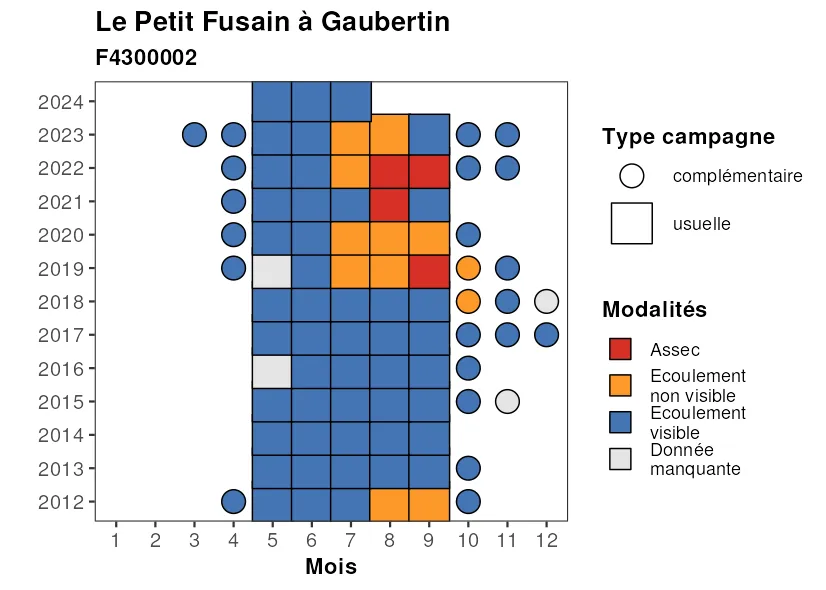 Le Petit Fusain à Gaubertin
F4300002
2024
2023
2022
2021
2020
2019
2018
2017
2016
2015
2014
2013
2012
1 2 3 4 5 6 7 8 9 10 11 12
Mois
Type campagne
complémentaire
usuelle
Modalités
Assec
Ecoulement
non visible
Ecoulement
visible
Donnée
manquante